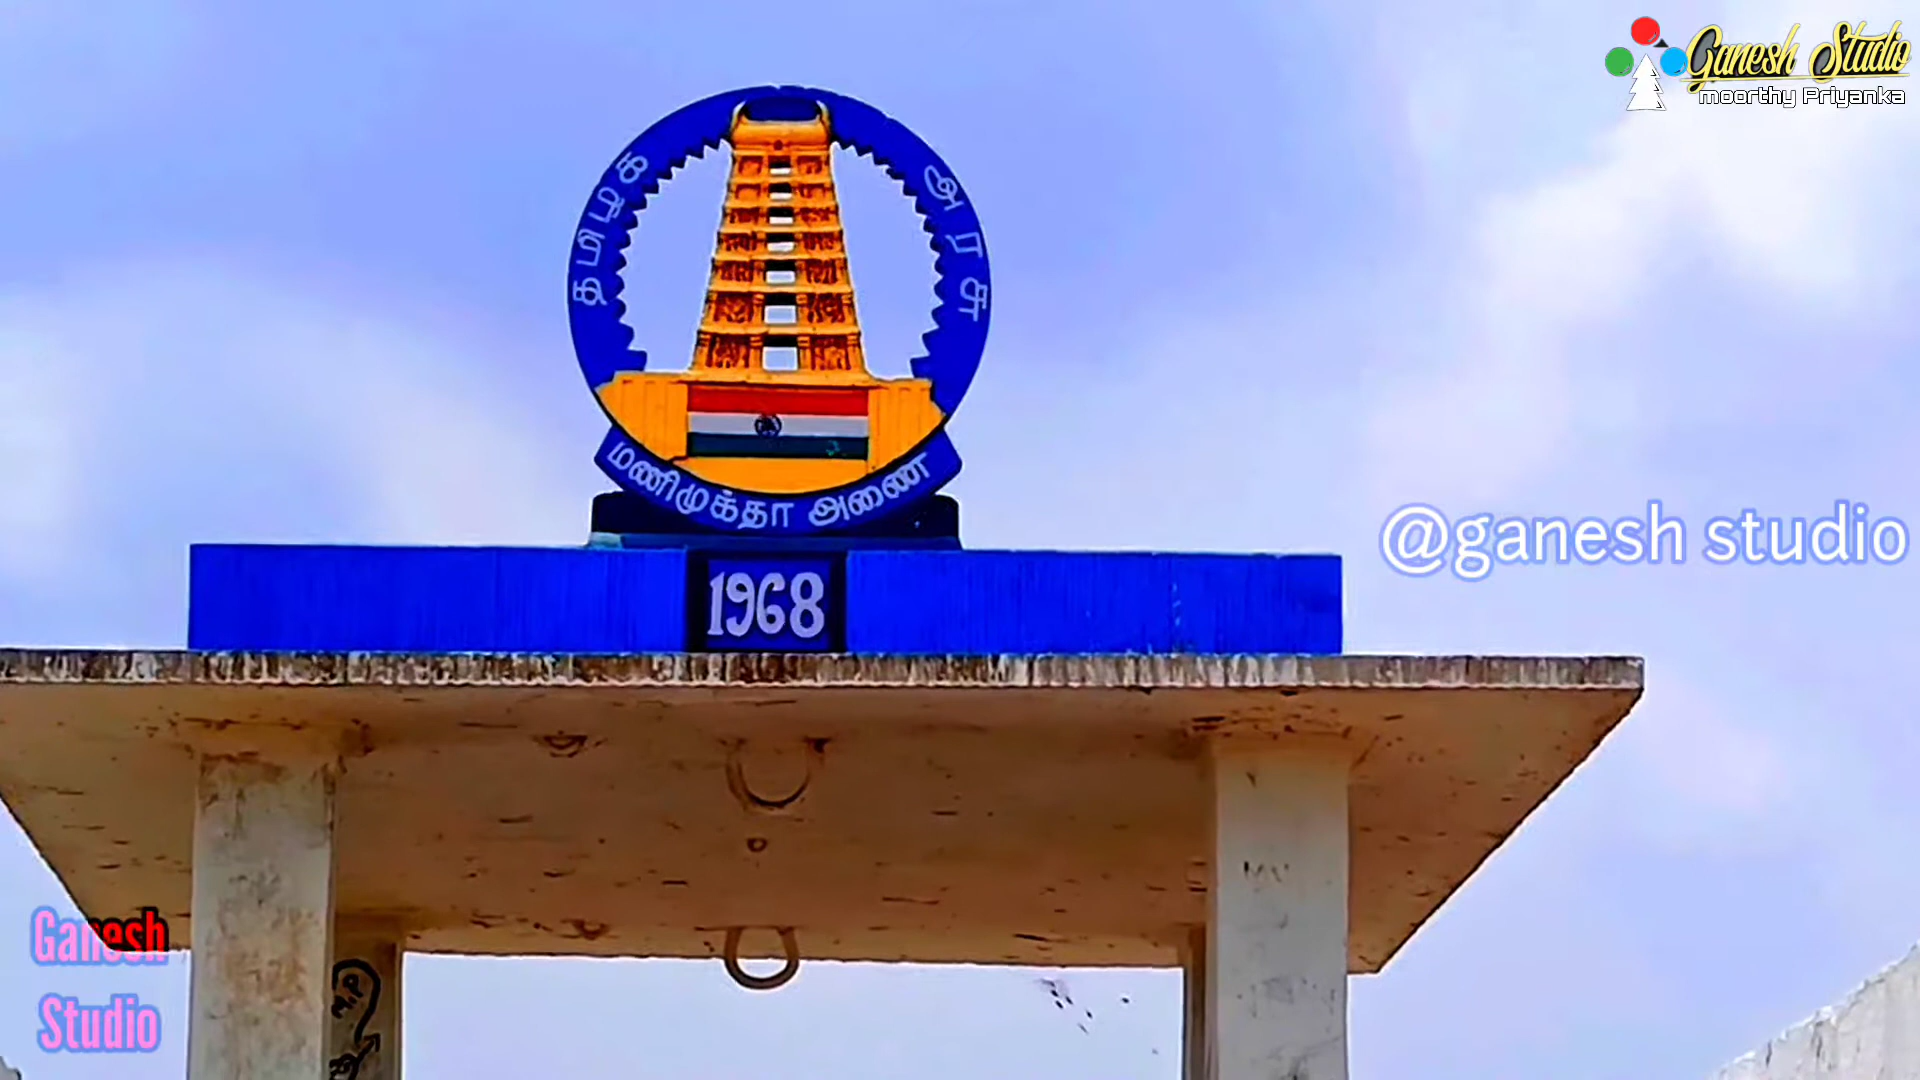 Ganesh Studio
moorthy Priyanka
தமிழக அரசு
மணிமுக்தா அணை
@ganesh studio
1968
Ganesh
Studio